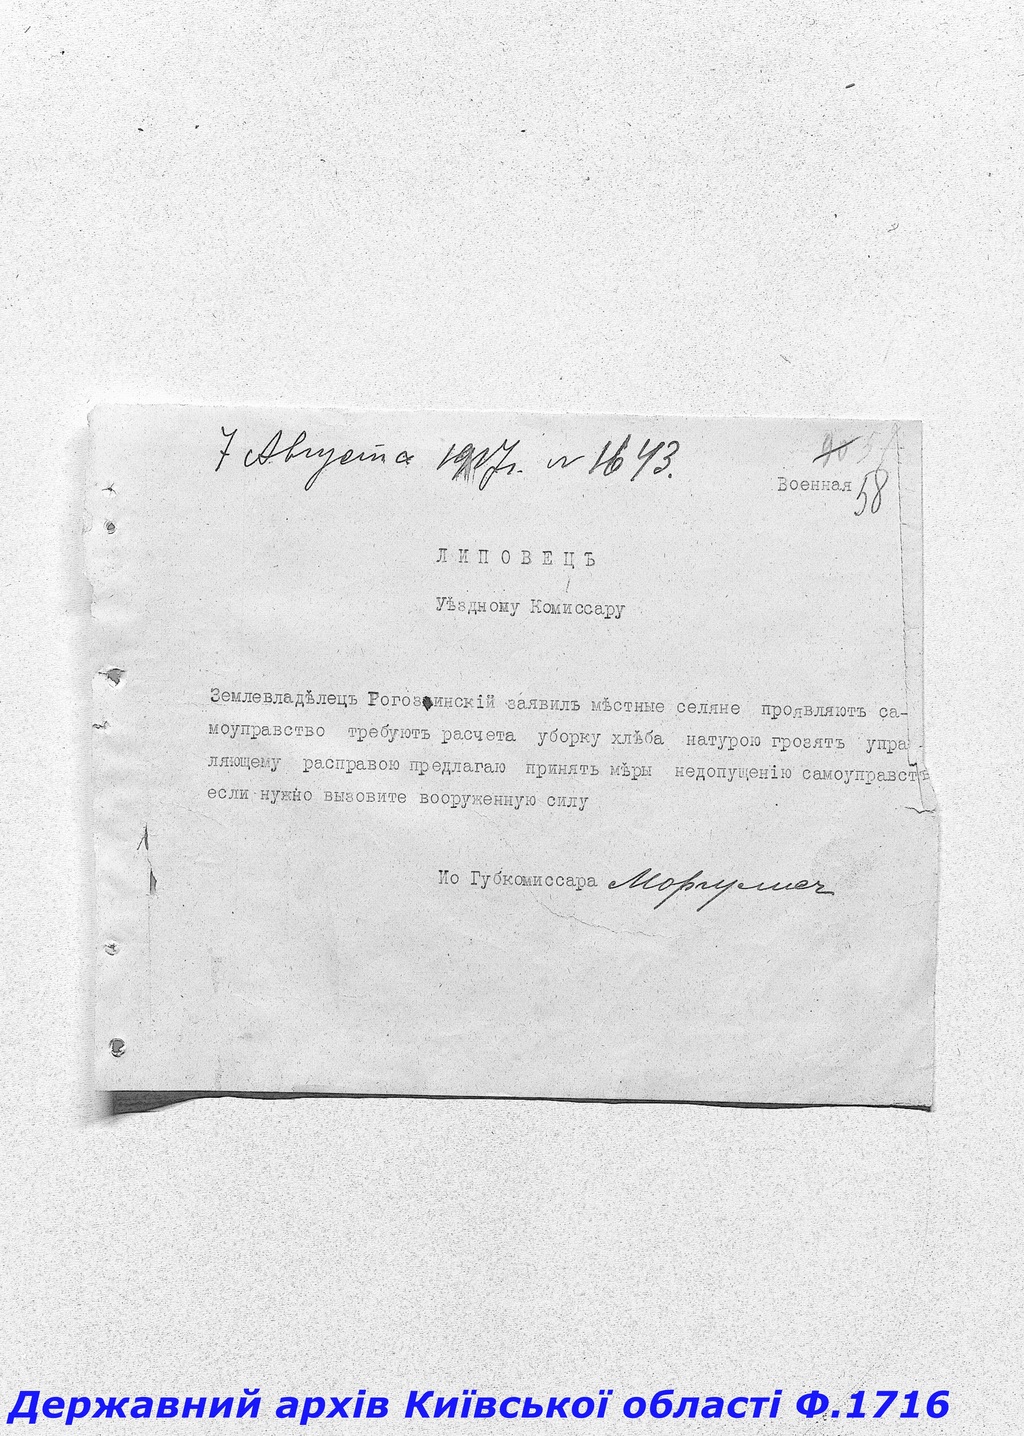 7 Августа 1917г. № 1643.
Военная
58
ЛИПОВЕЦЪ
Уѣздному Комиссару
Землевладѣлецъ Рогозинскій заявилъ мѣстные селяне проявляютъ са-
моуправство требуютъ расчета уборку хлѣба натурою грозятъ упра-
ляющему расправою предлагаю принять мѣры недопущенію самоуправствъ
если нужно вызовите вооруженную силу
Ио Губкомиссара
Державний архів Київської області Ф.1716